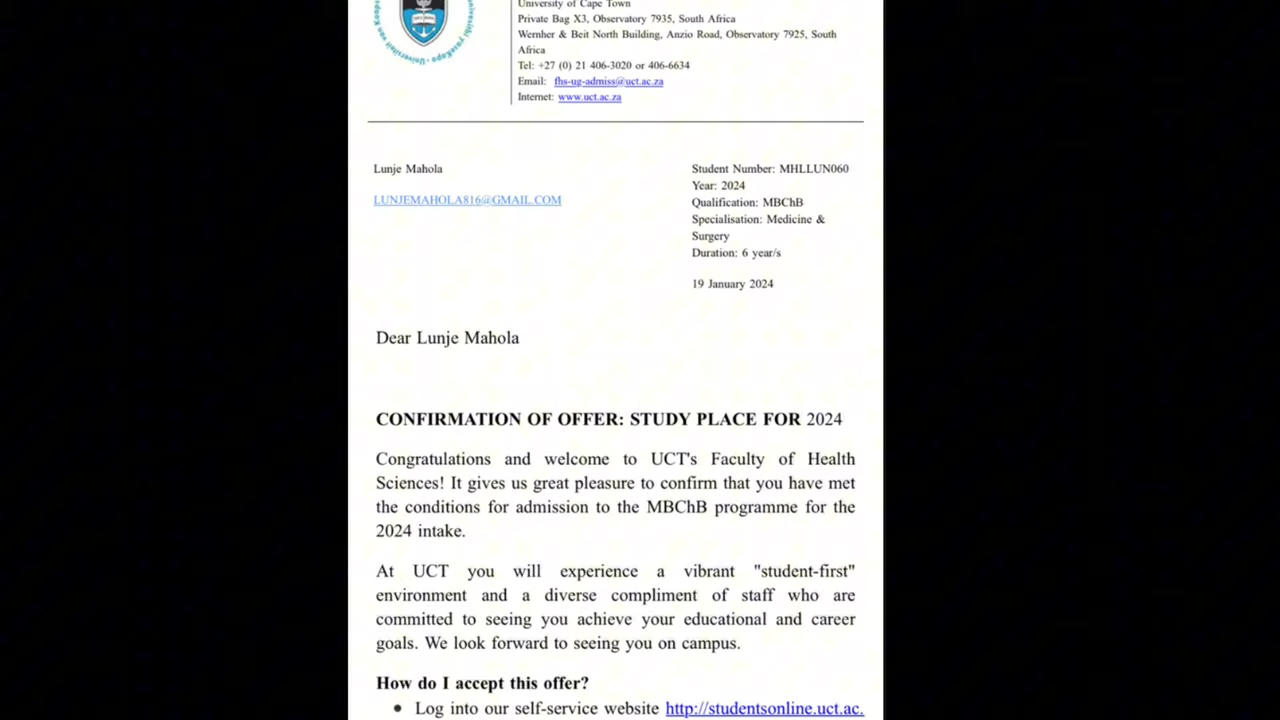 University of Cape Town
Private Bag X3, Observatory 7935, South Africa
Wernher & Beit North Building, Anzio Road, Observatory 7925, South
Africa
Tel: +27 (0) 21 406-3020 or 406-6634
Email: fhs-ug-admiss@uct.ac.za
Internet: www.uct.ac.za
Lunje Mahola
LUNJEMAHOLA816@GMAIL.COM
Student Number: MHLLUN060
Year: 2024
Qualification: MBChB
Specialisation: Medicine &
Surgery
Duration: 6 year/s
19 January 2024
Dear Lunje Mahola
CONFIRMATION OF OFFER: STUDY PLACE FOR 2024
Congratulations and welcome to UCT's Faculty of Health
Sciences! It gives us great pleasure to confirm that you have met
the conditions for admission to the MBChB programme for the
2024 intake.
At UCT you will experience a vibrant "student-first"
environment and a diverse compliment of staff who are
committed to seeing you achieve your educational and career
goals. We look forward to seeing you on campus.
How do I accept this offer?
• Log into our self-service website http://studentsonline.uct.ac.